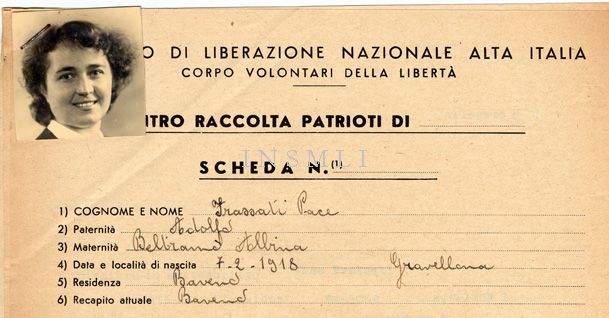 O DI LIBERAZIONE NAZIONALE ALTA ITALIA
CORPO VOLONTARI DELLA LIBERTÀ
NTRO RACCOLTA PATRIOTI DI
SCHEDA N. (1)
INSMLI
1) COGNOME E NOME Frassati Pace
2) Paternità Adolfo
3) Maternità Beltrame Albina
4) Data e località di nascita 7-2-1918 Gravellona
5) Residenza Baveno
6) Recapito attuale Baveno